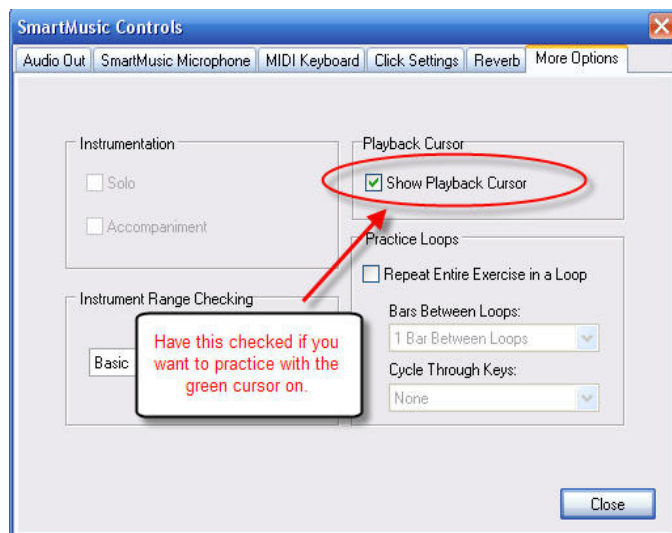 SmartMusic Controls
Audio Out SmartMusic Microphone MIDI Keyboard Click Settings Reverb More Options
Instrumentation
Solo
Accompaniment
Playback Cursor
Show Playback Cursor
Practice Loops
Repeat Entire Exercise in a Loop
Bars Between Loops:
1 Bar Between Loops
Cycle Through Keys:
None
Instrument Range Checking
Basic
Have this checked if you
want to practice with the
green cursor on.
Close